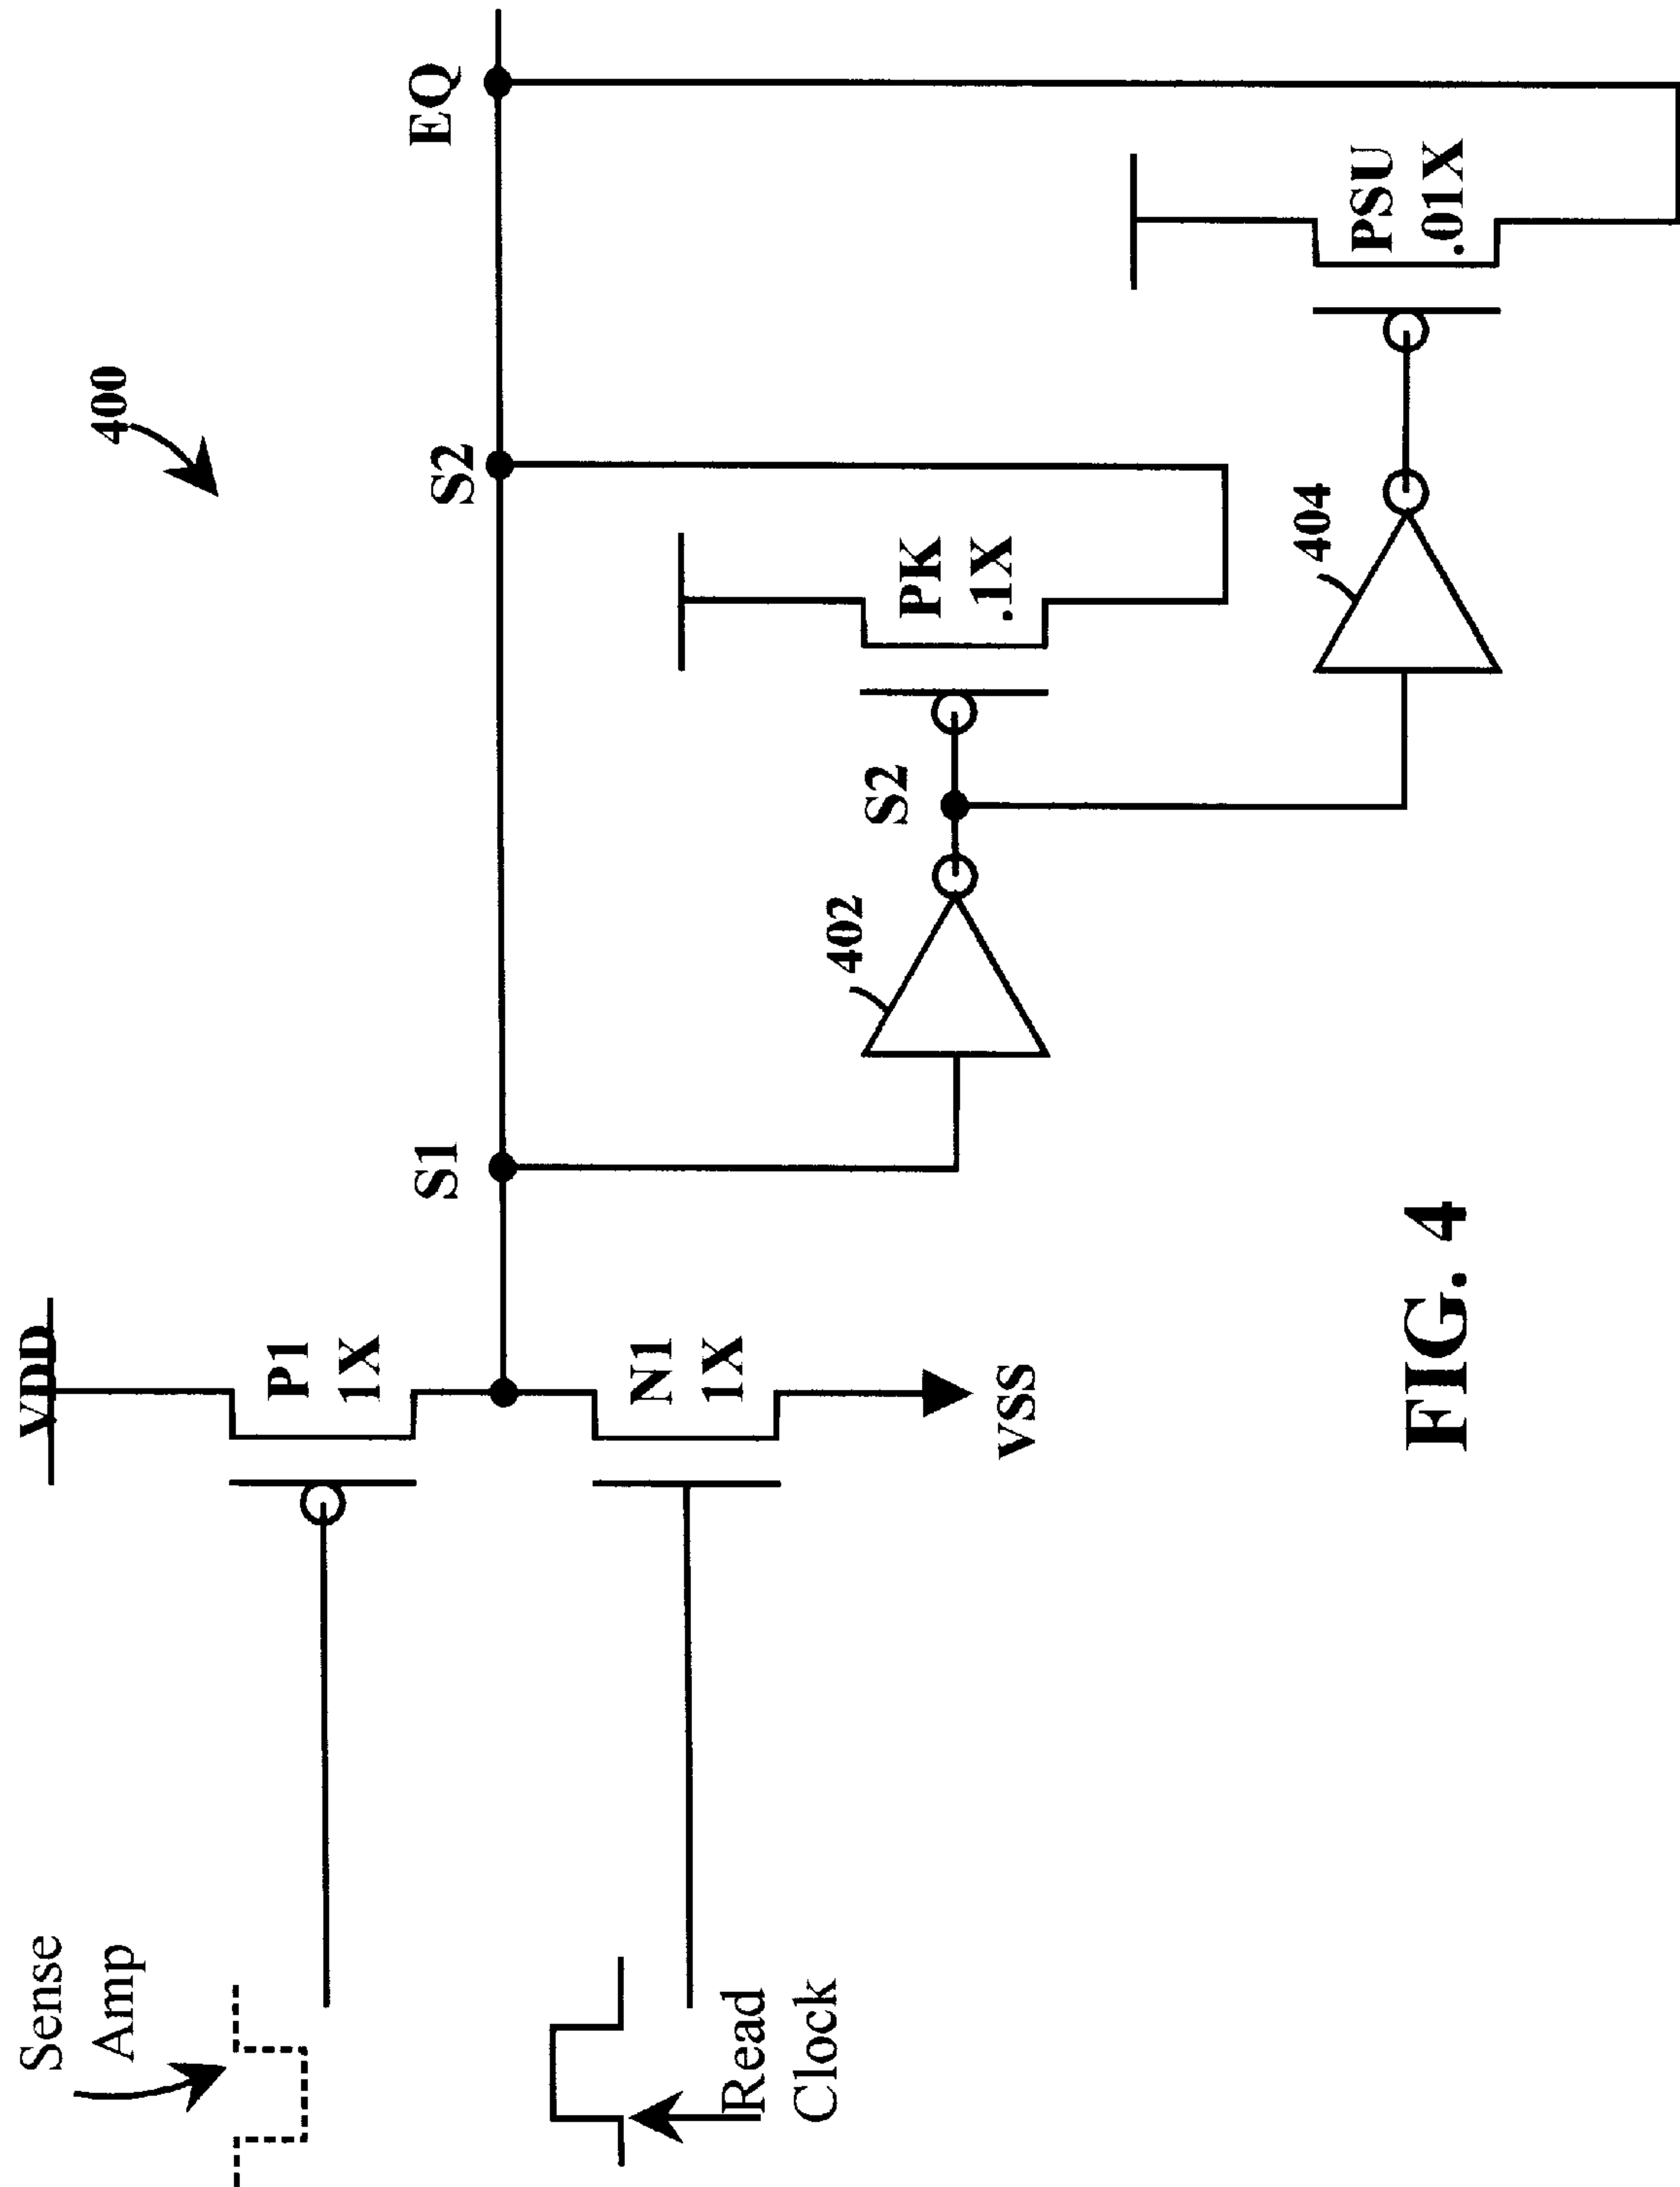 400
VDD
Sense
Amp
P1
1X
S1
S2
EQ
N1
1X
Read
Clock
VSS
402
S2
PK
.1X
404
PSU
.01X
FIG. 4